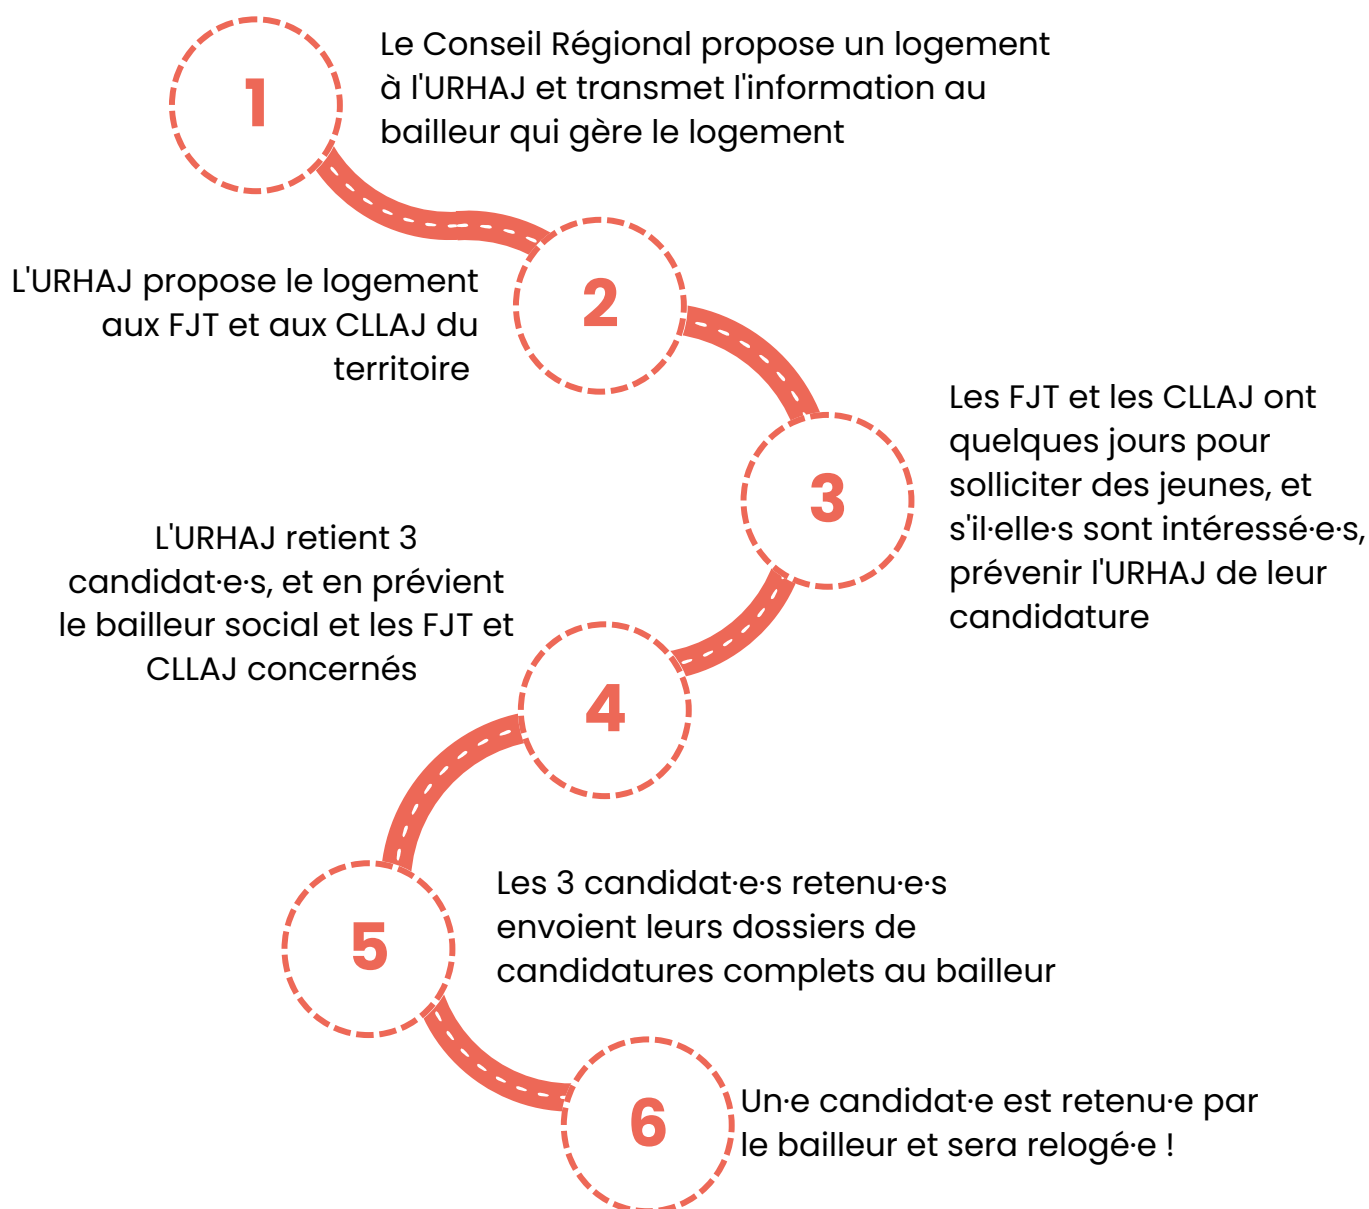 1
Le Conseil Régional propose un logement
à l'URHAJ et transmet l'information au
bailleur qui gère le logement
2
L'URHAJ propose le logement
aux FJT et aux CLLAJ du
territoire
3
Les FJT et les CLLAJ ont
quelques jours pour
solliciter des jeunes, et
s'il·elle·s sont intéressé·e·s,
prévenir l'URHAJ de leur
candidature
4
L'URHAJ retient 3
candidat·e·s, et en prévient
le bailleur social et les FJT et
CLLAJ concernés
5
Les 3 candidat·e·s retenu·e·s
envoient leurs dossiers de
candidatures complets au bailleur
6
Un·e candidat·e est retenu·e par
le bailleur et sera relogé·e !